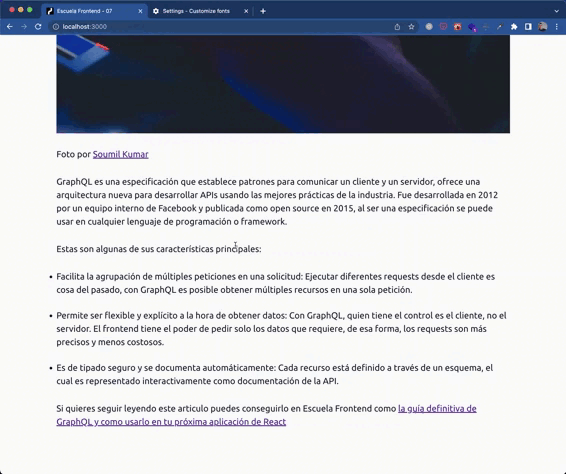 Escuela Frontend - 07
Settings - Customize fonts
localhost:3000
Foto por Soumil Kumar
GraphQL es una especificación que establece patrones para comunicar un cliente y un servidor, ofrece una
arquitectura nueva para desarrollar APIs usando las mejores prácticas de la industria. Fue desarrollada en 2012
por un equipo interno de Facebook y publicada como open source en 2015, al ser una especificación se puede
usar en cualquier lenguaje de programación o framework.
Estas son algunas de sus características principales:
• Facilita la agrupación de múltiples peticiones en una solicitud: Ejecutar diferentes requests desde el cliente es
cosa del pasado, con GraphQL es posible obtener múltiples recursos en una sola petición.
• Permite ser flexible y explícito a la hora de obtener datos: Con GraphQL, quien tiene el control es el cliente, no el
servidor. El frontend tiene el poder de pedir solo los datos que requiere, de esa forma, los requests son más
precisos y menos costosos.
• Es de tipado seguro y se documenta automáticamente: Cada recurso está definido a través de un esquema, el
cual es representado interactivamente como documentación de la API.
Si quieres seguir leyendo este articulo puedes conseguirlo en Escuela Frontend como la guía definitiva de
GraphQL y como usarlo en tu próxima aplicación de React